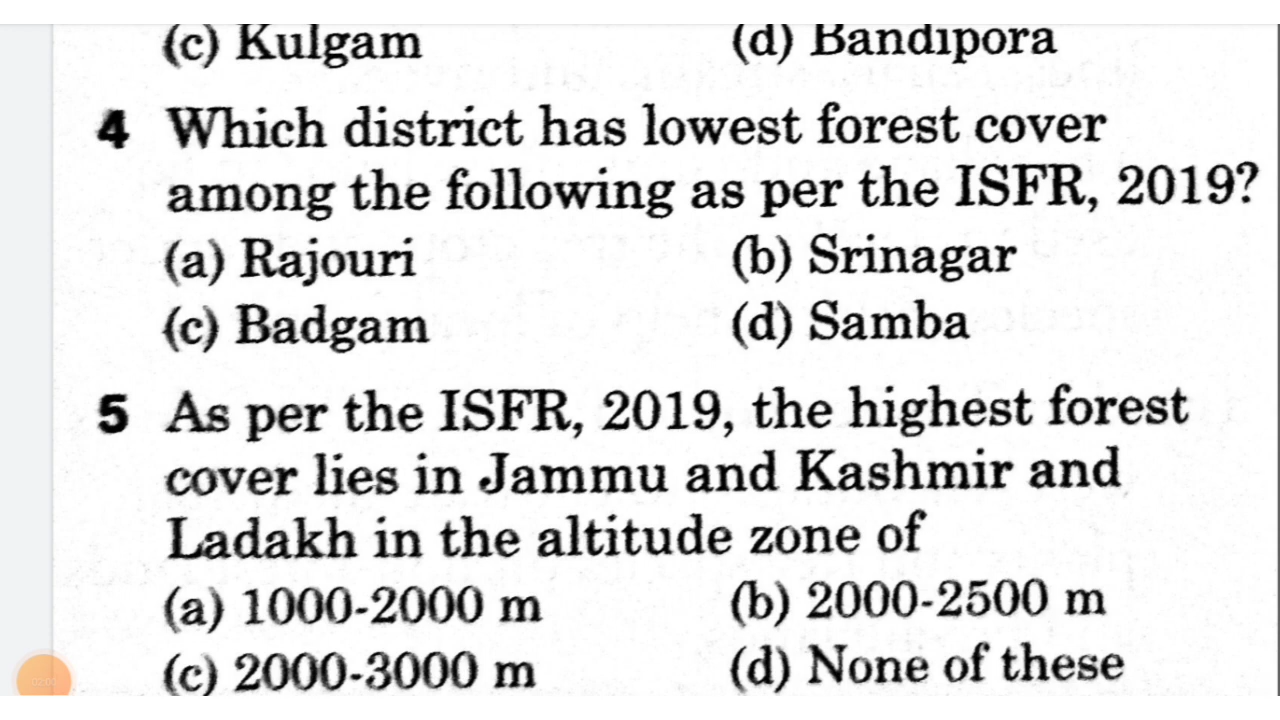 (c) Kulgam (d) Bandipora
4 Which district has lowest forest cover
among the following as per the ISFR, 2019?
(a) Rajouri (b) Srinagar
(c) Badgam (d) Samba
5 As per the ISFR, 2019, the highest forest
cover lies in Jammu and Kashmir and
Ladakh in the altitude zone of
(a) 1000-2000 m (b) 2000-2500 m
(c) 2000-3000 m (d) None of these
02:00